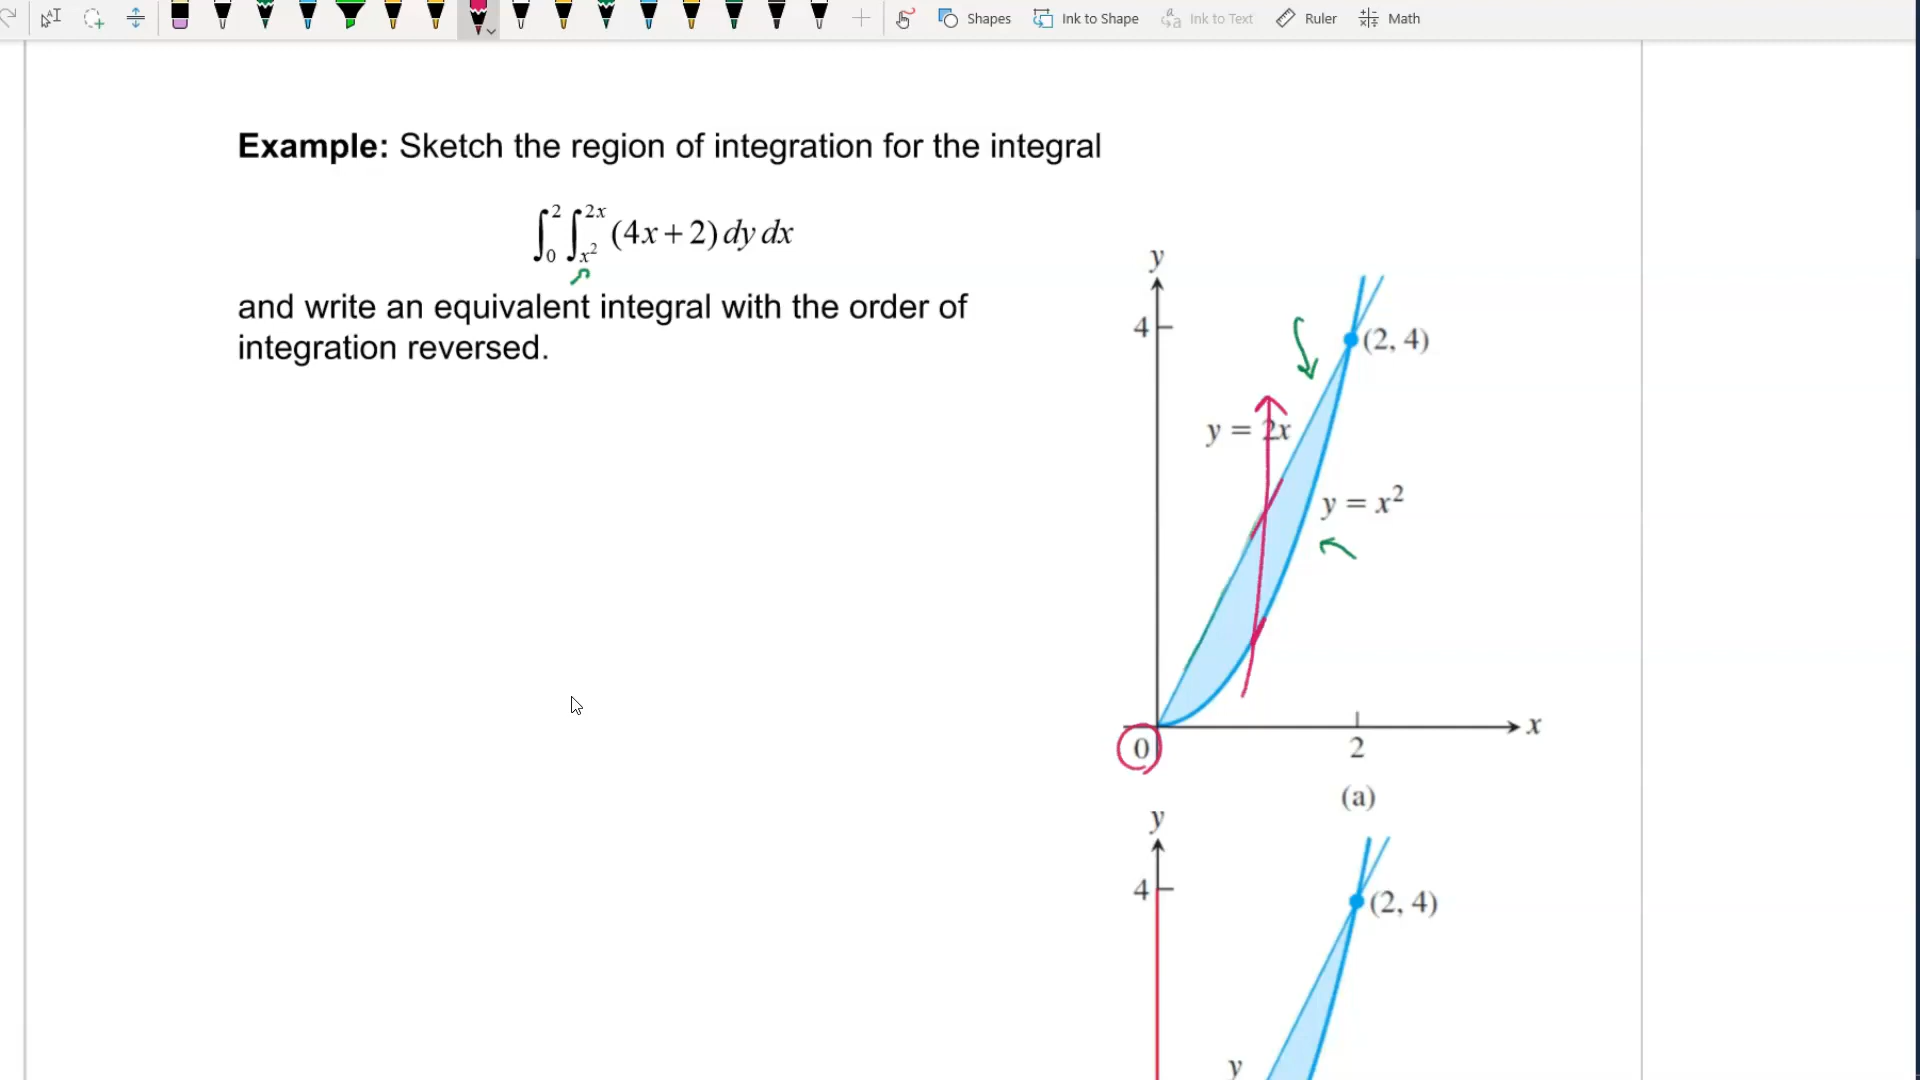 Shapes Ink to Shape Ink to Text Ruler Math
Example: Sketch the region of integration for the integral
∫₀² ∫ₓ²^2x (4x + 2) dy dx
and write an equivalent integral with the order of
integration reversed.
y
4
(2, 4)
y = 2x
y = x²
0
2
x
(a)
y
4
(2, 4)
y